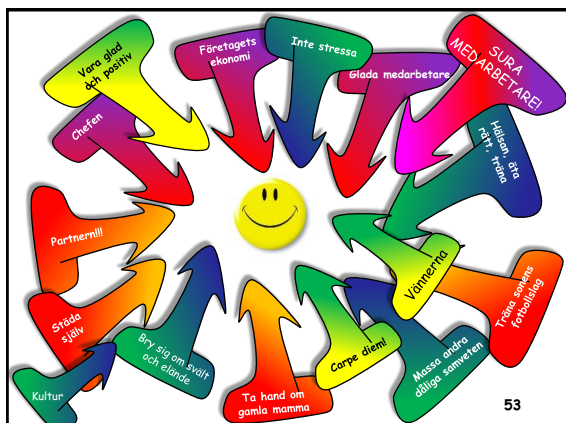 Vara glad
och positiv
Företagets
ekonomi
Inte stressa
Glada medarbetare
SURA
MEDARBETARE!
Chefen
Hälsan, äta
rätt, träna
Partnern!!!
Vännerna
Träna sonens
fotbollslag
Städa
själv
Bry sig om svält
och elände
Carpe diem!
Massa andra
dåliga samveten
Kultur
Ta hand om
gamla mamma
53